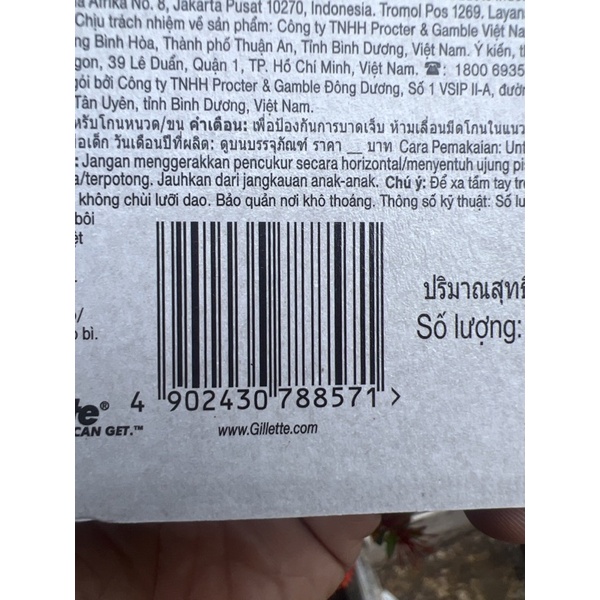 Afrika No. 8, Jakarta Pusat 10270, Indonesia. Tromol Pos 1269. Layana
Chịu trách nhiệm về sản phẩm: Công ty TNHH Procter & Gamble Việt Na
Bình Hòa, Thành phố Thuận An, Tỉnh Bình Dương, Việt Nam. Ý kiến, th
gon, 39 Lê Duẩn, Quận 1, TP. Hồ Chí Minh, Việt Nam. ☎: 1800 6935
gói bởi Công ty TNHH Procter & Gamble Đông Dương, Số 1 VSIP II-A, đườn
Tân Uyên, tỉnh Bình Dương, Việt Nam.
หรับโกนหนวด/ขน คำเตือน: เพื่อป้องกันการบาดเจ็บ ห้ามเลื่อนมีดโกนในแนว
อเด็ก วันเดือนปีที่ผลิต: ดูบนบรรจุภัณฑ์ ราคา __ บาท Cara Pemakaian: Unt
: Jangan menggerakkan pencukur secara horizontal/menyentuh ujung pi
a/terpotong. Jauhkan dari jangkauan anak-anak. Chú ý: Để xa tầm tay tr
không chùi lưỡi dao. Bảo quản nơi khô thoáng. Thông số kỹ thuật: Số lư
bôi
ệt
o/
bì.
ปริมาณสุทธิ
Số lượng:
4 902430 788571 >
te®
CAN GET.™
www.Gillette.com